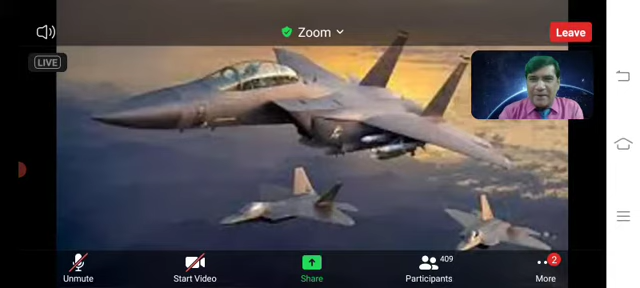 Zoom
Leave
LIVE
409
2
Unmute
Start Video
Share
Participants
More